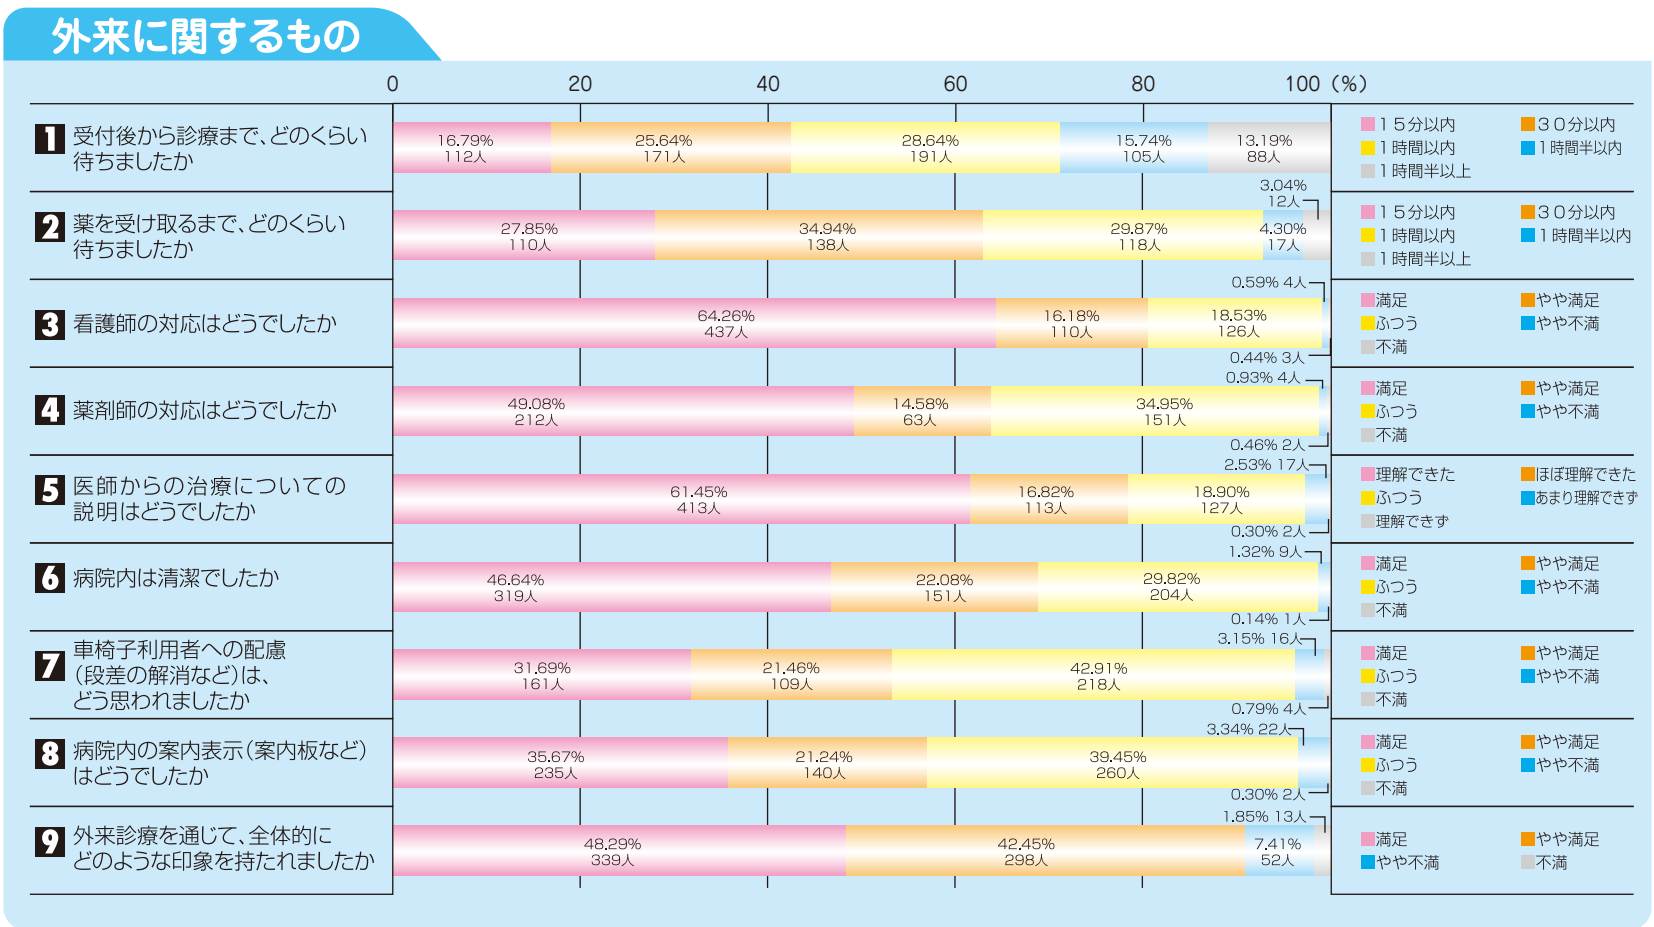 外来に関するもの
0 20 40 60 80 100 (%)
1 受付後から診療まで、どのくらい
待ちましたか
16.79% 25.64% 28.64% 15.74% 13.19%
112人 171人 191人 105人 88人
■15分以内 ■30分以内
■1時間以内 ■1時間半以内
■1時間半以上
2 薬を受け取るまで、どのくらい
待ちましたか
3.04%
12人
27.85% 34.94% 29.87% 4.30%
110人 138人 118人 17人
■15分以内 ■30分以内
■1時間以内 ■1時間半以内
■1時間半以上
3 看護師の対応はどうでしたか
0.59% 4人
64.26% 16.18% 18.53%
437人 110人 126人
0.44% 3人
■満足 ■やや満足
■ふつう ■やや不満
■不満
4 薬剤師の対応はどうでしたか
0.93% 4人
49.08% 14.58% 34.95%
212人 63人 151人
0.46% 2人
■満足 ■やや満足
■ふつう ■やや不満
■不満
5 医師からの治療についての
説明はどうでしたか
2.53% 17人
61.45% 16.82% 18.90%
413人 113人 127人
0.30% 2人
■理解できた ■ほぼ理解できた
■ふつう ■あまり理解できず
■理解できず
6 病院内は清潔でしたか
1.32% 9人
46.64% 22.08% 29.82%
319人 151人 204人
0.14% 1人
■満足 ■やや満足
■ふつう ■やや不満
■不満
7 車椅子利用者への配慮
(段差の解消など)は、
どう思われましたか
3.15% 16人
31.69% 21.46% 42.91%
161人 109人 218人
0.79% 4人
■満足 ■やや満足
■ふつう ■やや不満
■不満
8 病院内の案内表示(案内板など)
はどうでしたか
3.34% 22人
35.67% 21.24% 39.45%
235人 140人 260人
0.30% 2人
■満足 ■やや満足
■ふつう ■やや不満
■不満
9 外来診療を通じて、全体的に
どのような印象を持たれましたか
1.85% 13人
48.29% 42.45% 7.41%
339人 298人 52人
■満足 ■やや満足
■やや不満 ■不満